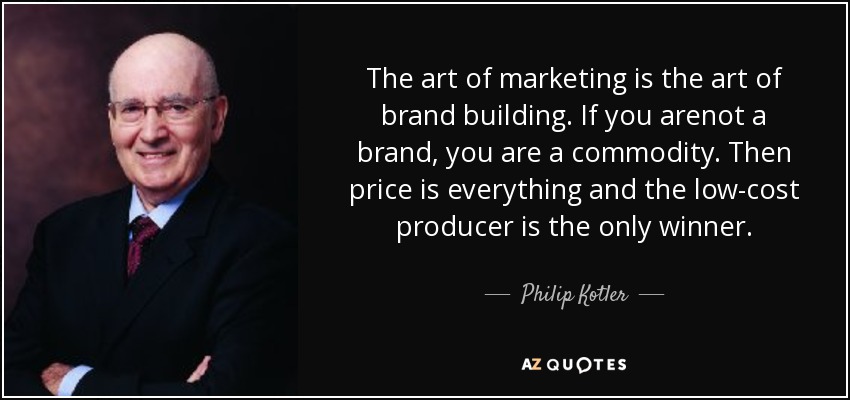 The art of marketing is the art of
brand building. If you arenot a
brand, you are a commodity. Then
price is everything and the low-cost
producer is the only winner.
Philip Kotler
AZ QUOTES